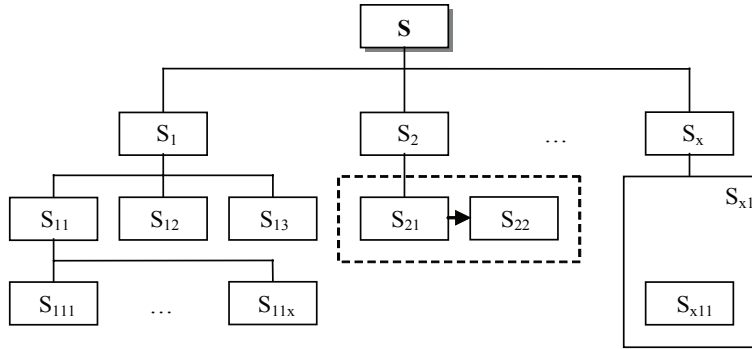 S
S₁ S₂ … Sₓ
Sₓ₁
S₁₁ S₁₂ S₁₃ S₂₁ S₂₂
S₁₁₁ … S₁₁ₓ Sₓ₁₁